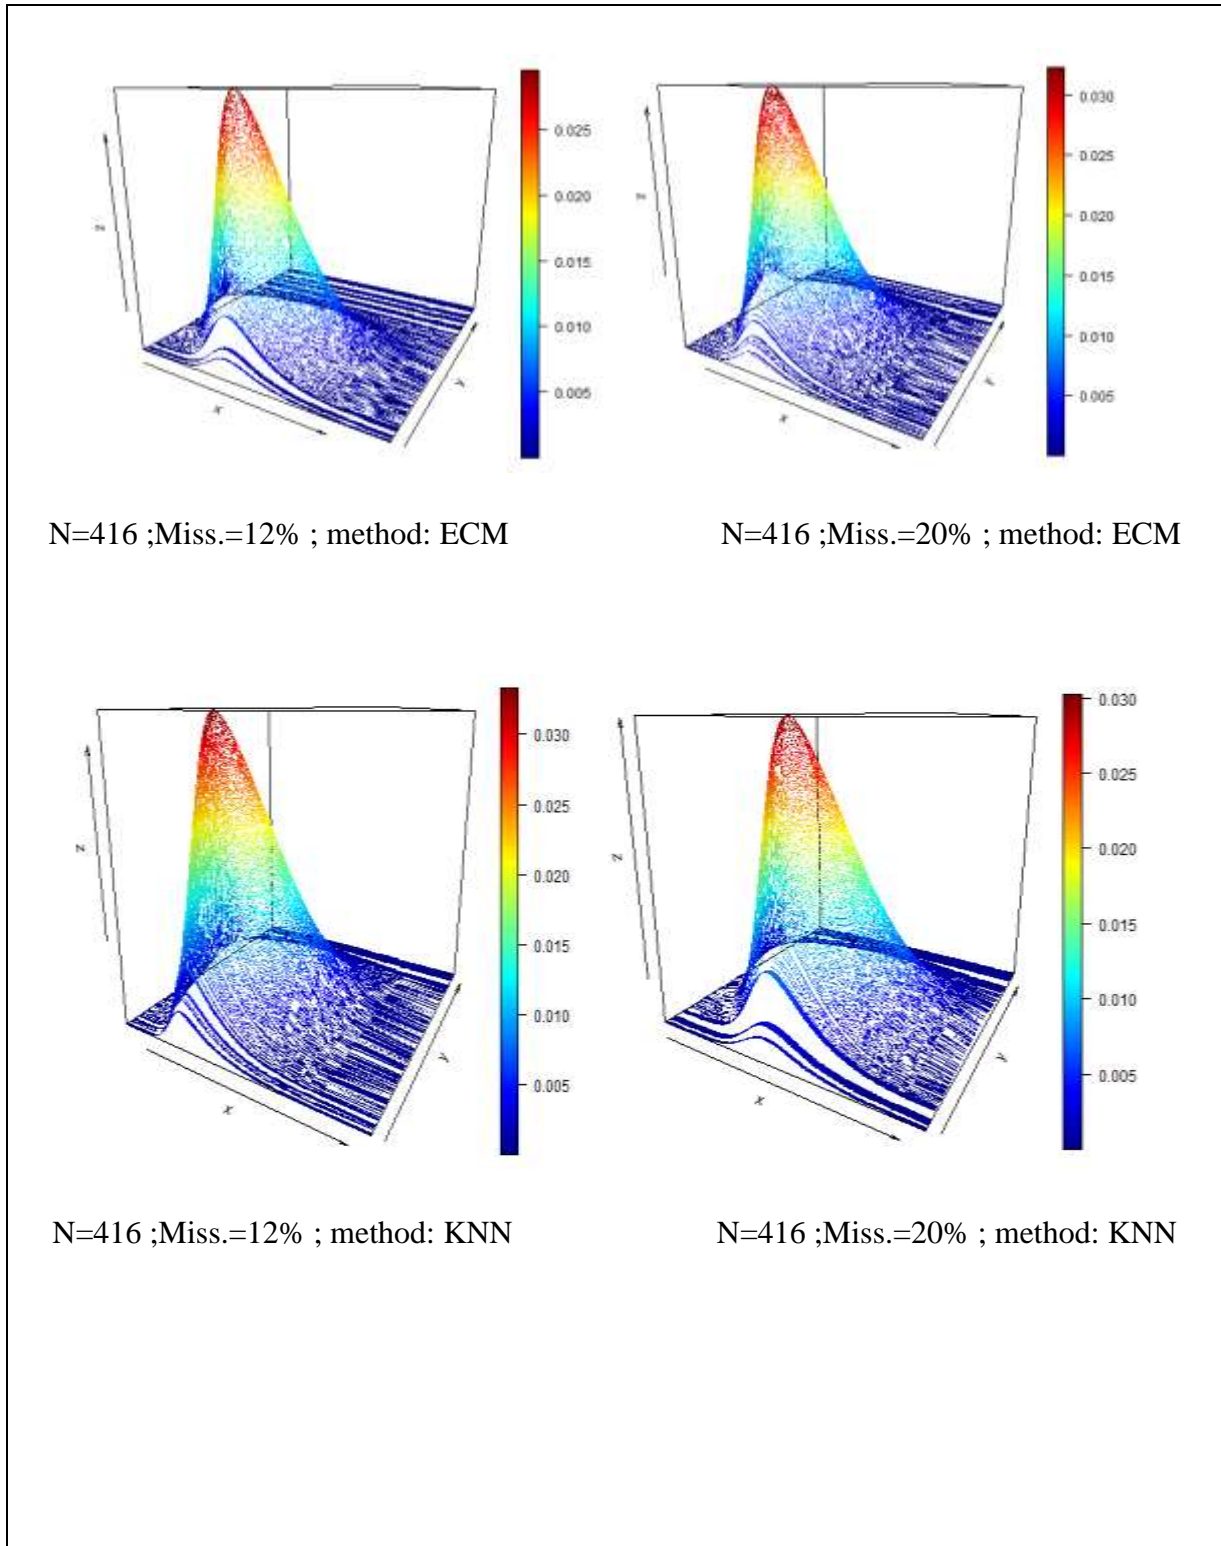 0.025
0.020
0.015
0.010
0.005
z
x
y
0.030
0.025
0.020
0.015
0.010
0.005
z
x
y
N=416 ;Miss.=12% ; method: ECM
N=416 ;Miss.=20% ; method: ECM
0.030
0.025
0.020
0.015
0.010
0.005
z
x
y
0.030
0.025
0.020
0.015
0.010
0.005
z
x
y
N=416 ;Miss.=12% ; method: KNN
N=416 ;Miss.=20% ; method: KNN